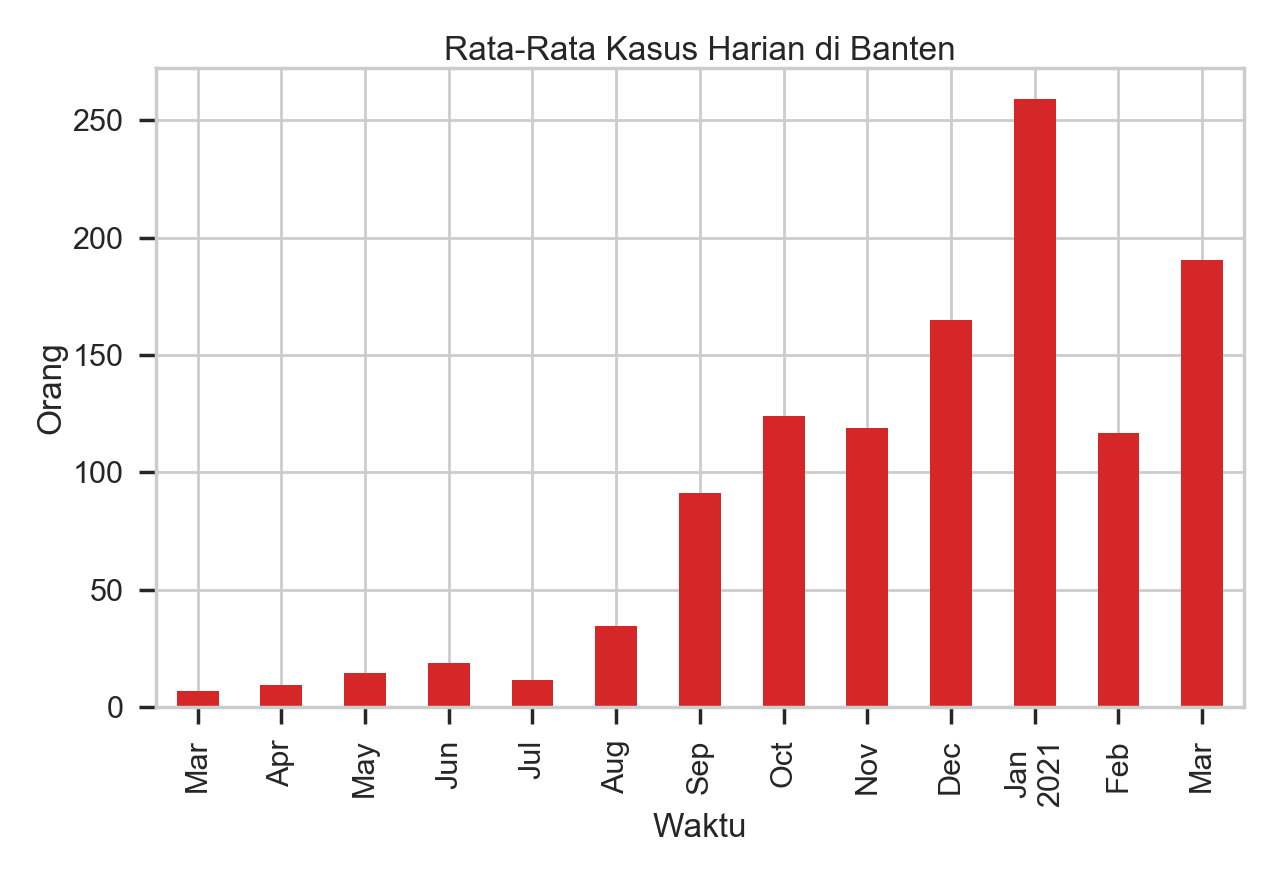 Rata-Rata Kasus Harian di Banten
Orang
250
200
150
100
50
0
Mar
Apr
May
Jun
Jul
Aug
Sep
Oct
Nov
Dec
Jan
2021
Feb
Mar
Waktu